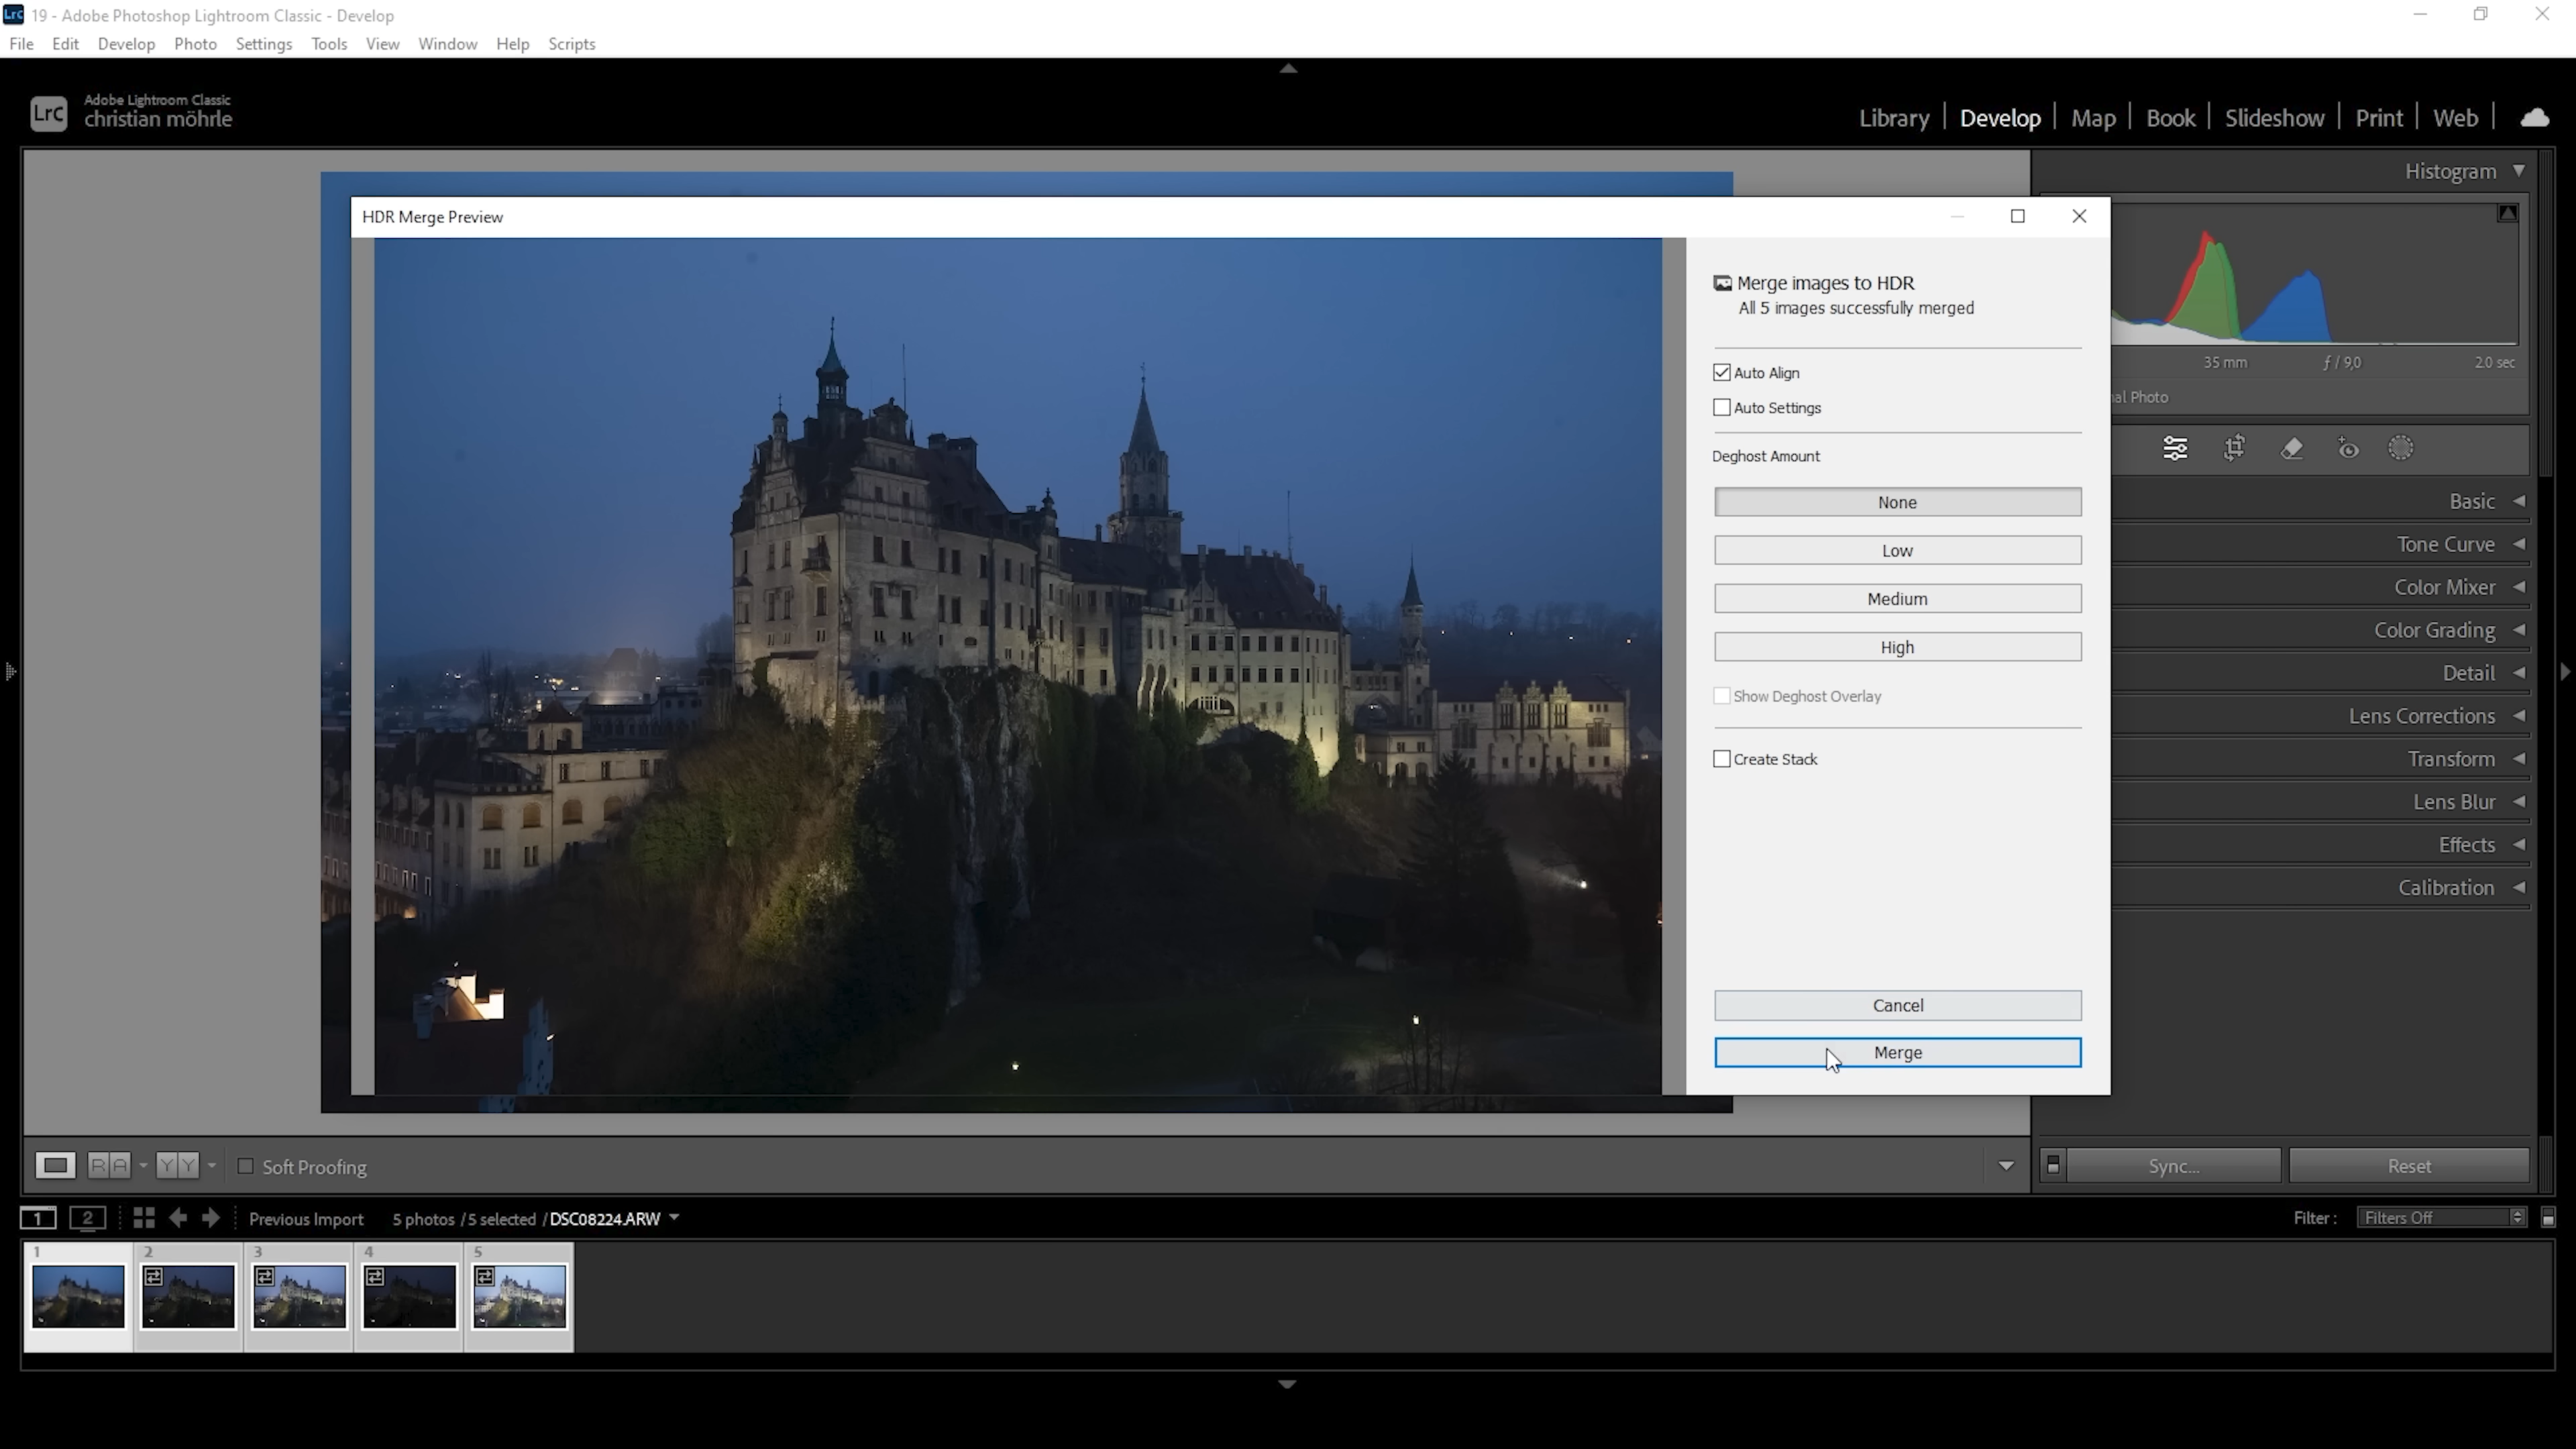 Lrc 19 - Adobe Photoshop Lightroom Classic - Develop
File Edit Develop Photo Settings Tools View Window Help Scripts
Lrc
Adobe Lightroom Classic
christian möhrle
Library | Develop | Map | Book | Slideshow | Print | Web |
Histogram
HDR Merge Preview
Merge images to HDR
All 5 images successfully merged
Auto Align
Auto Settings
Deghost Amount
None
Low
Medium
High
Show Deghost Overlay
Create Stack
Cancel
Merge
35 mm f / 9,0 2.0 sec
Photo
Basic
Tone Curve
Color Mixer
Color Grading
Detail
Lens Corrections
Transform
Lens Blur
Effects
Calibration
R A Y Y Soft Proofing
Sync... Reset
1 2 Previous Import 5 photos / 5 selected / DSC08224.ARW
Filter : Filters Off
1 2 3 4 5